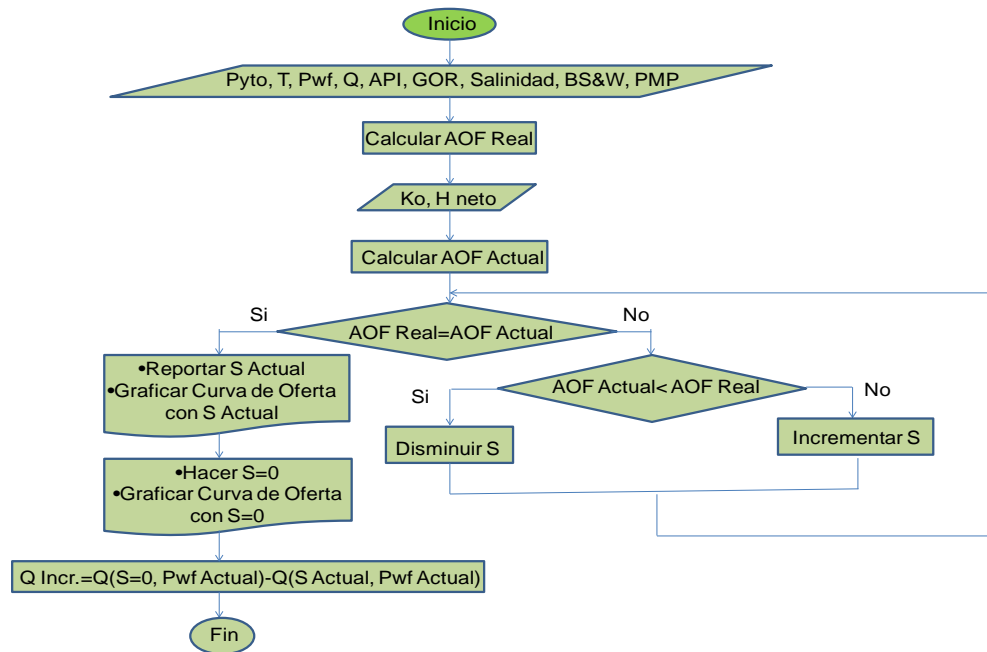 Inicio
Pyto, T, Pwf, Q, API, GOR, Salinidad, BS&W, PMP
Calcular AOF Real
Ko, H neto
Calcular AOF Actual
Si
No
AOF Real=AOF Actual
•Reportar S Actual
•Graficar Curva de Oferta
con S Actual
AOF Actual< AOF Real
Si
No
Disminuir S
Incrementar S
•Hacer S=0
•Graficar Curva de Oferta
con S=0
Q Incr.=Q(S=0, Pwf Actual)-Q(S Actual, Pwf Actual)
Fin